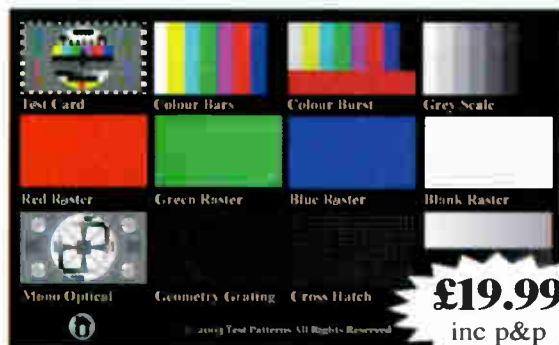 Test Card Colour Bars Colour Burst Grey Scale
Red Raster Green Raster Blue Raster Blank Raster
Mono Optical Geometry Grating Cross Hatch
£19.99
inc p&p
© 2003 Test Patterns All Rights Reserved